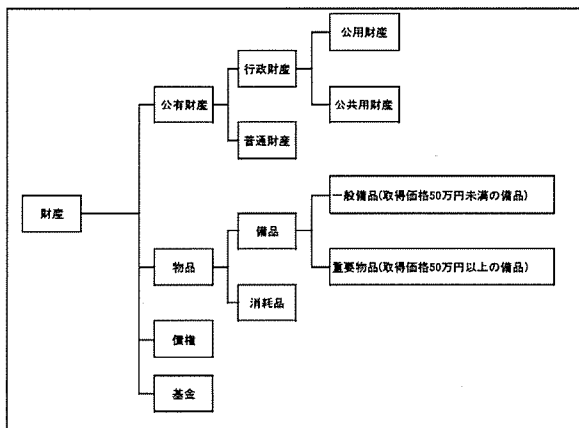 公用財産
行政財産
公有財産
公共用財産
普通財産
財産
一般備品(取得価格50万円未満の備品)
備品
物品
重要物品(取得価格50万円以上の備品)
消耗品
債権
基金